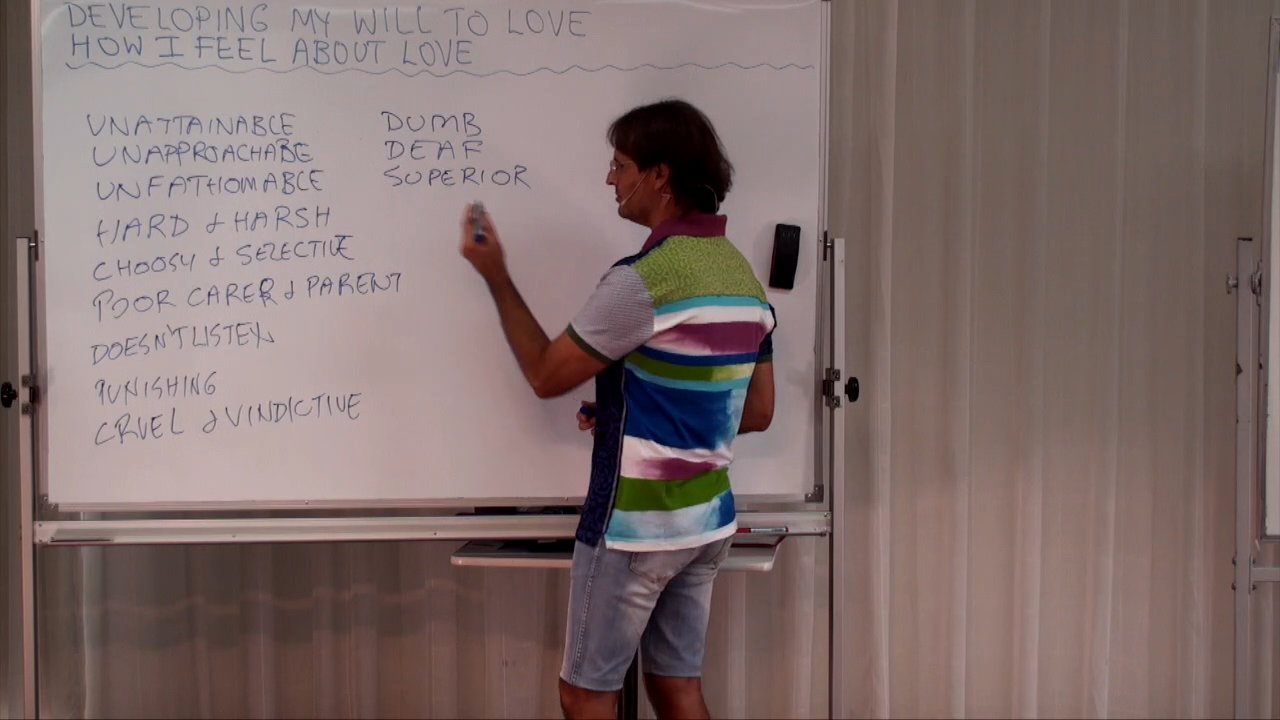 DEVELOPING MY WILL TO LOVE
HOW I FEEL ABOUT LOVE
UNATTAINABLE
UNAPPROACHABE
UNFATHOMABLE
HARD & HARSH
CHOOSY & SELECTIVE
POOR CARER & PARENT
DOESN'T LISTEN
PUNISHING
CRUEL & VINDICTIVE
DUMB
DEAF
SUPERIOR